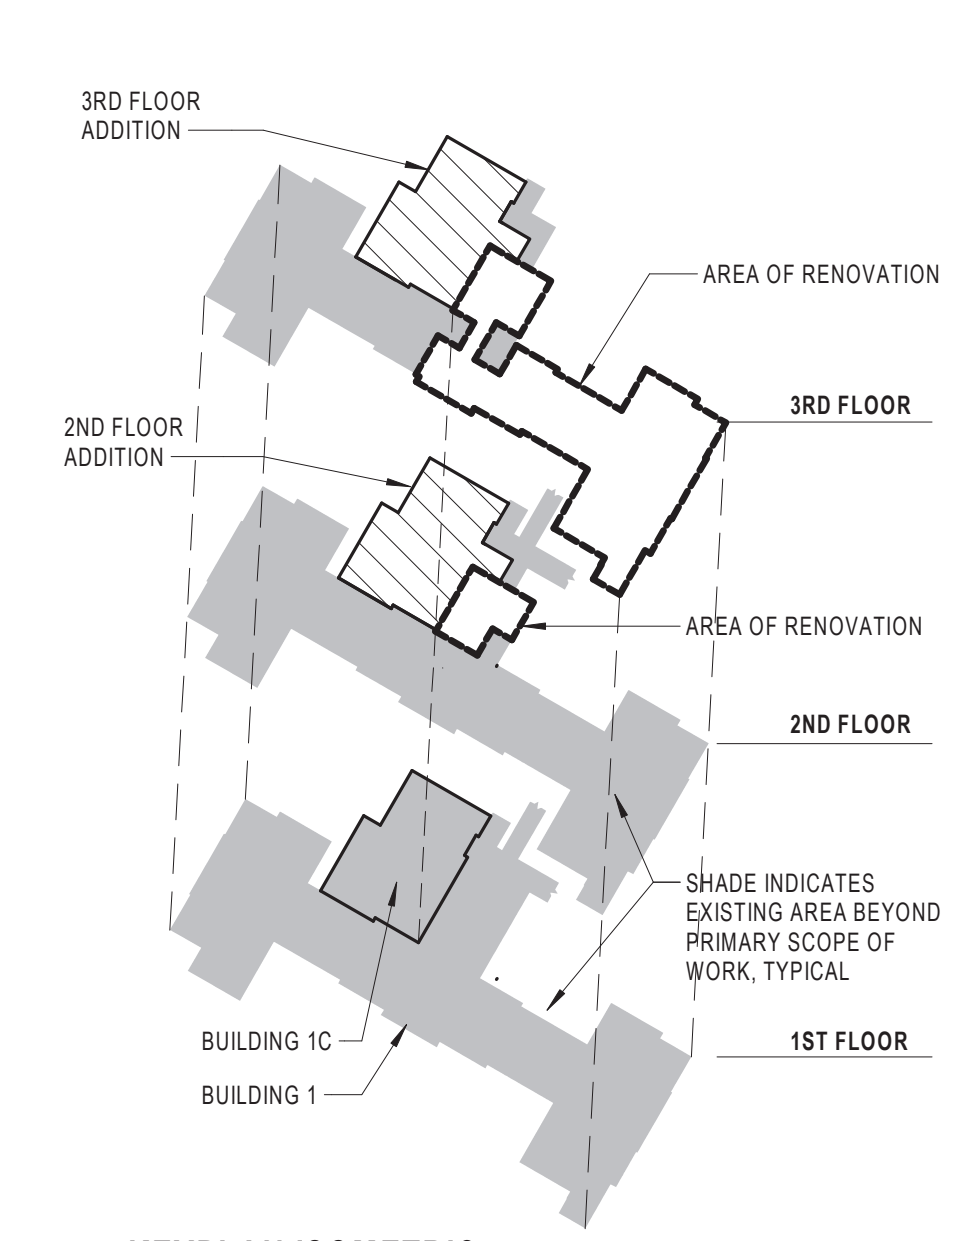 3RD FLOOR
ADDITION
AREA OF RENOVATION
3RD FLOOR
2ND FLOOR
ADDITION
AREA OF RENOVATION
2ND FLOOR
SHADE INDICATES
EXISTING AREA BEYOND
PRIMARY SCOPE OF
WORK, TYPICAL
BUILDING 1C
1ST FLOOR
BUILDING 1